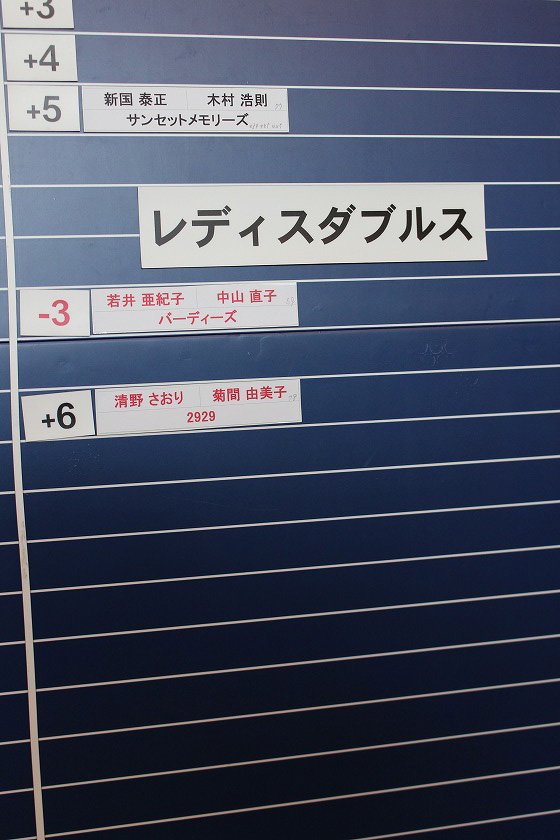 +3
+4
+5 新国 泰正 木村 浩則
サンセットメモリーズ
レディスダブルス
-3 若井 亜紀子 中山 直子
バーディーズ
+6 清野 さおり 菊間 由美子
2929